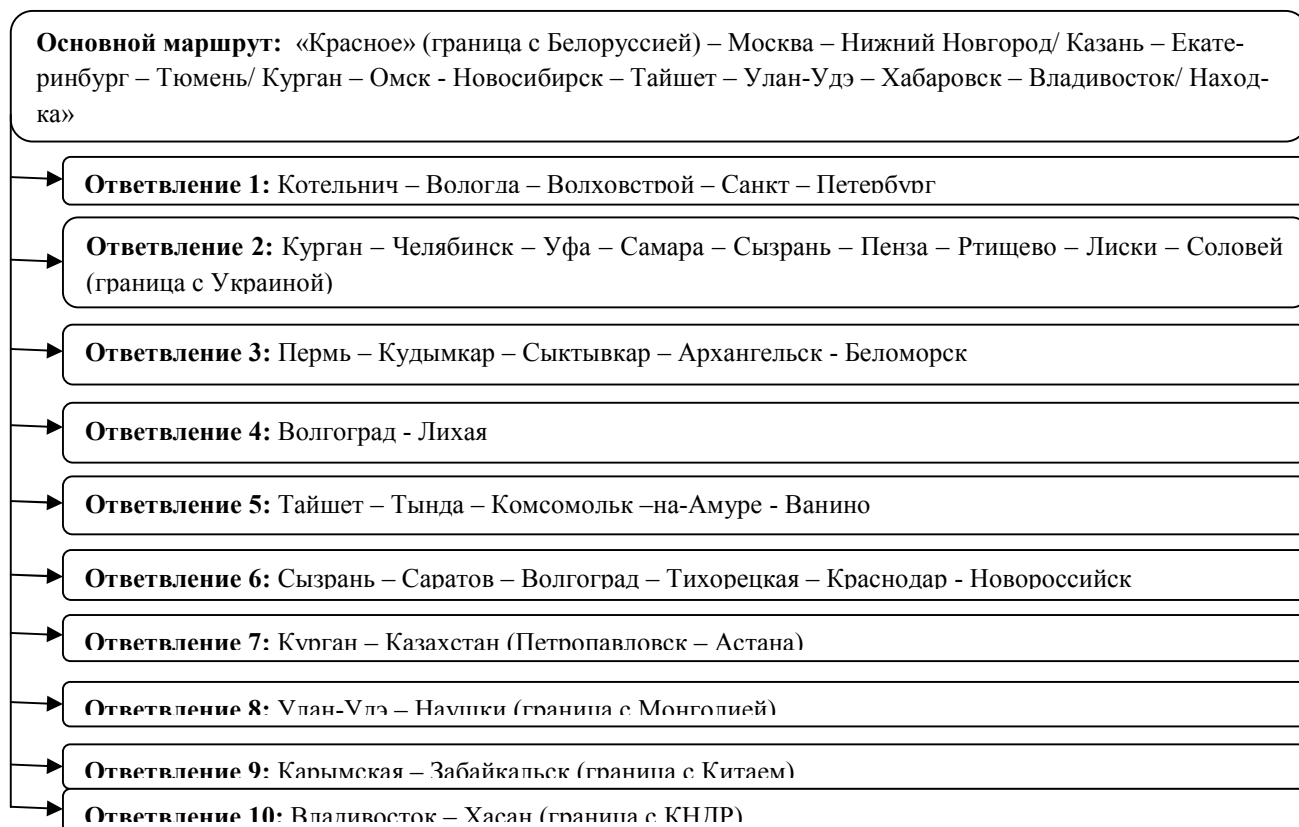 Основной маршрут: «Красное» (граница с Белоруссией) – Москва – Нижний Новгород/ Казань – Екате-
ринбург – Тюмень/ Курган – Омск - Новосибирск – Тайшет – Улан-Удэ – Хабаровск – Владивосток/ Наход-
ка»
Ответвление 1: Котельнич – Вологда – Волховстрой – Санкт – Петербург
Ответвление 2: Курган – Челябинск – Уфа – Самара – Сызрань – Пенза – Ртищево – Лиски – Соловей
(граница с Украиной)
Ответвление 3: Пермь – Кудымкар – Сыктывкар – Архангельск - Беломорск
Ответвление 4: Волгоград - Лихая
Ответвление 5: Тайшет – Тында – Комсомольк –на-Амуре - Ванино
Ответвление 6: Сызрань – Саратов – Волгоград – Тихорецкая – Краснодар - Новороссийск
Ответвление 7: Курган – Казахстан (Петропавловск – Астана)
Ответвление 8: Улан-Удэ – Наушки (граница с Монголией)
Ответвление 9: Карымская – Забайкальск (граница с Китаем)
Ответвление 10: Владивосток – Хасан (граница с КНДР)